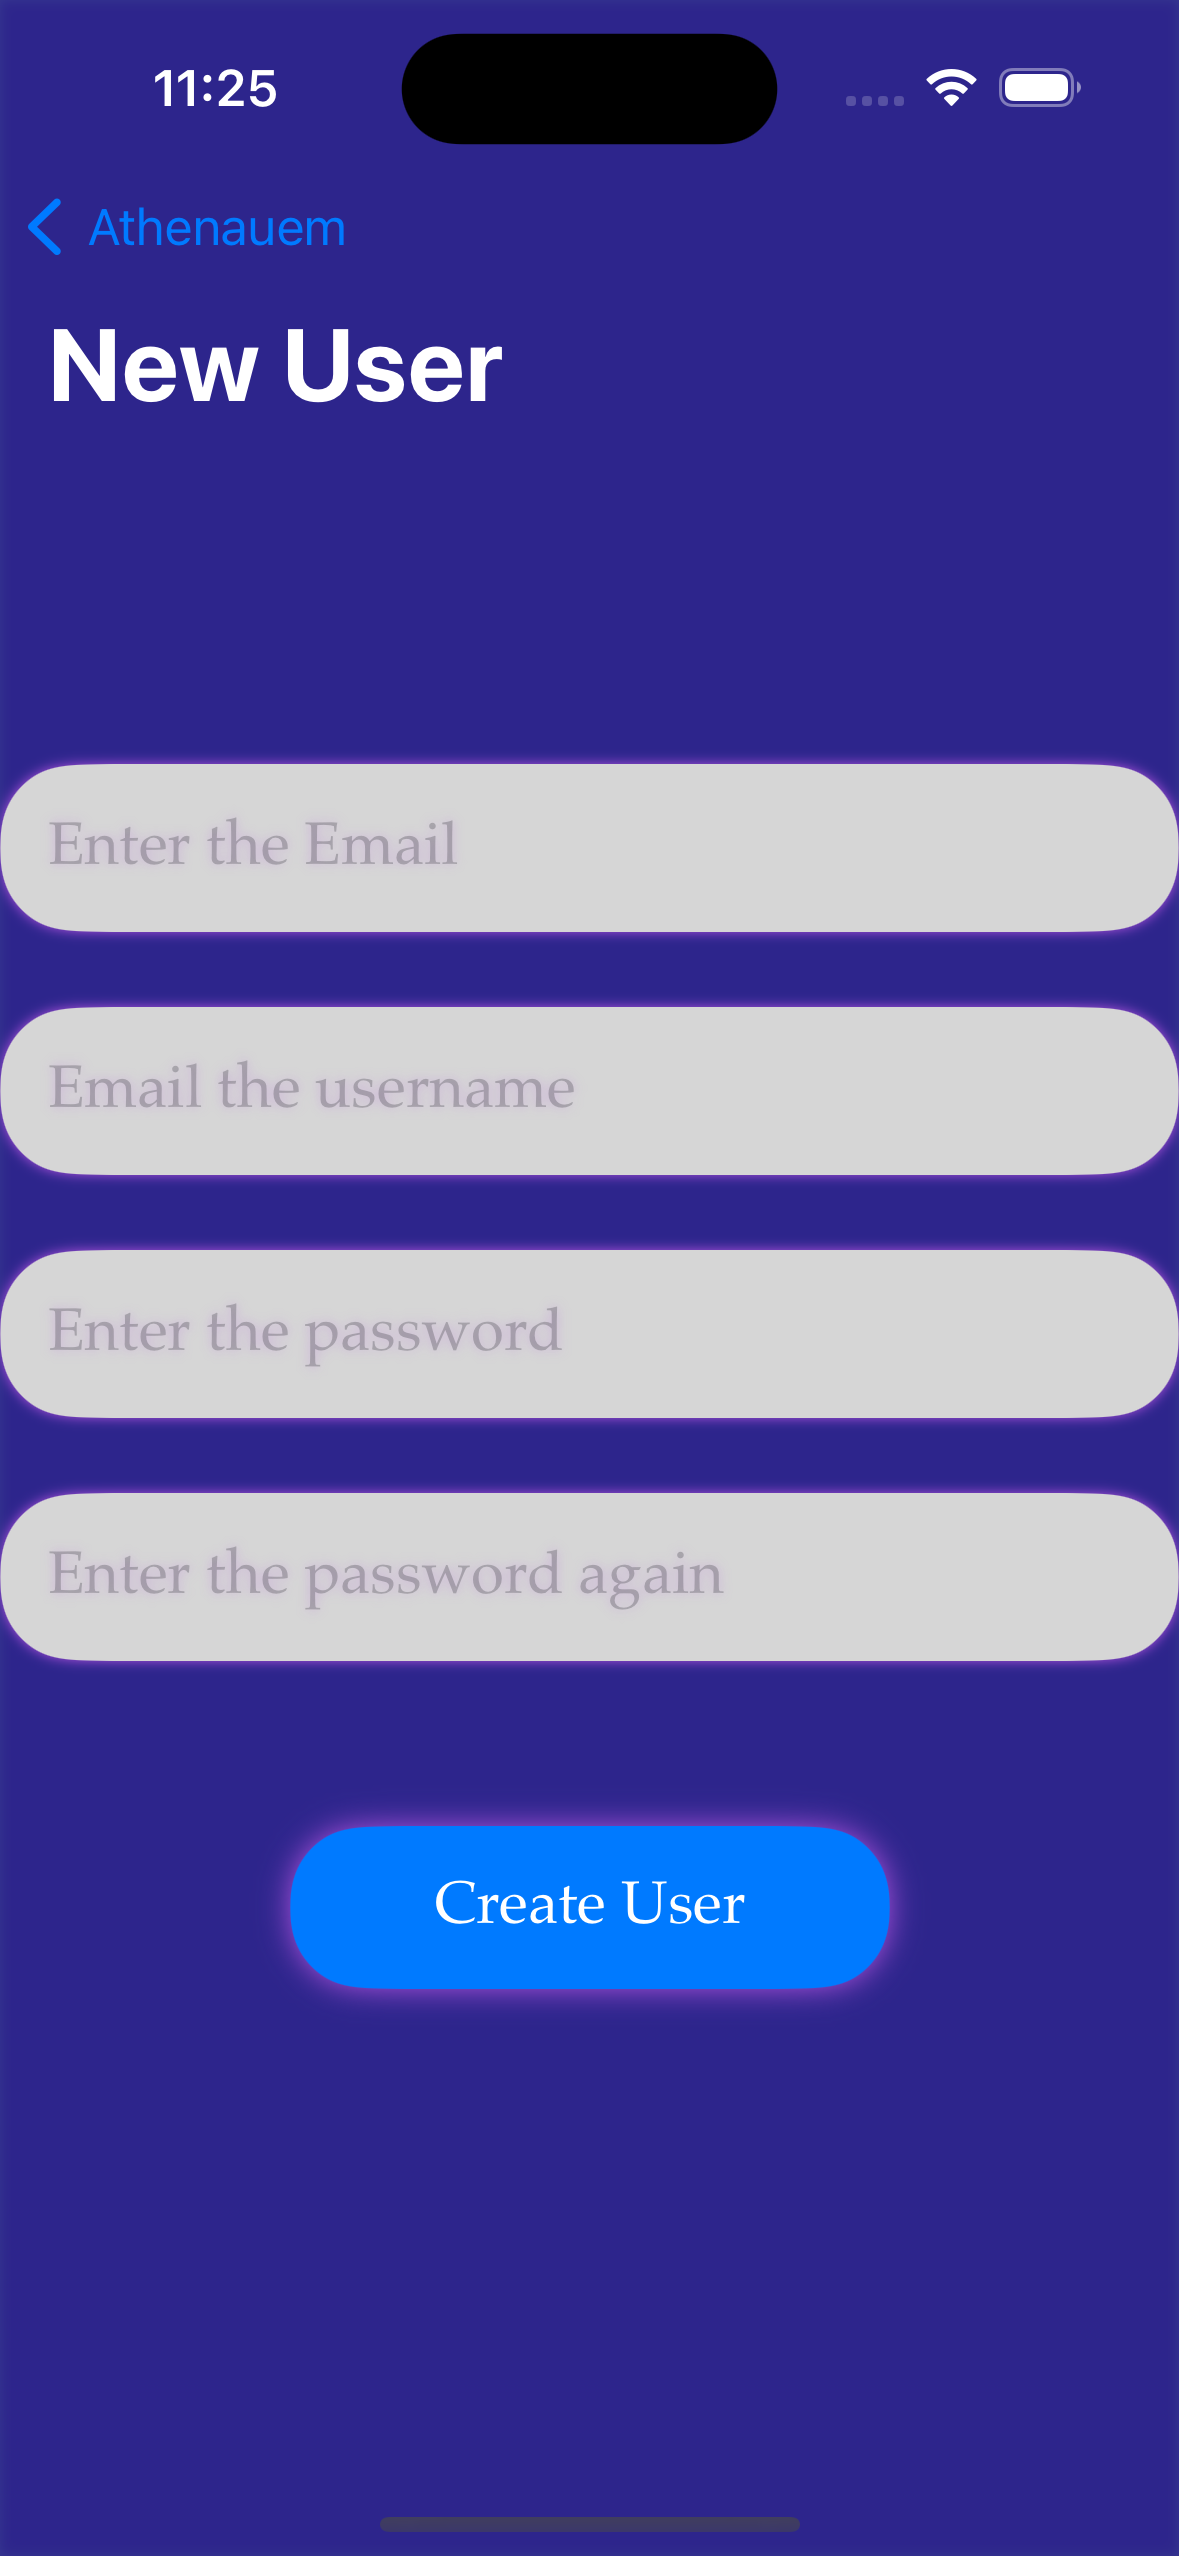 11:25
Athenauem
New User
Enter the Email
Email the username
Enter the password
Enter the password again
Create User